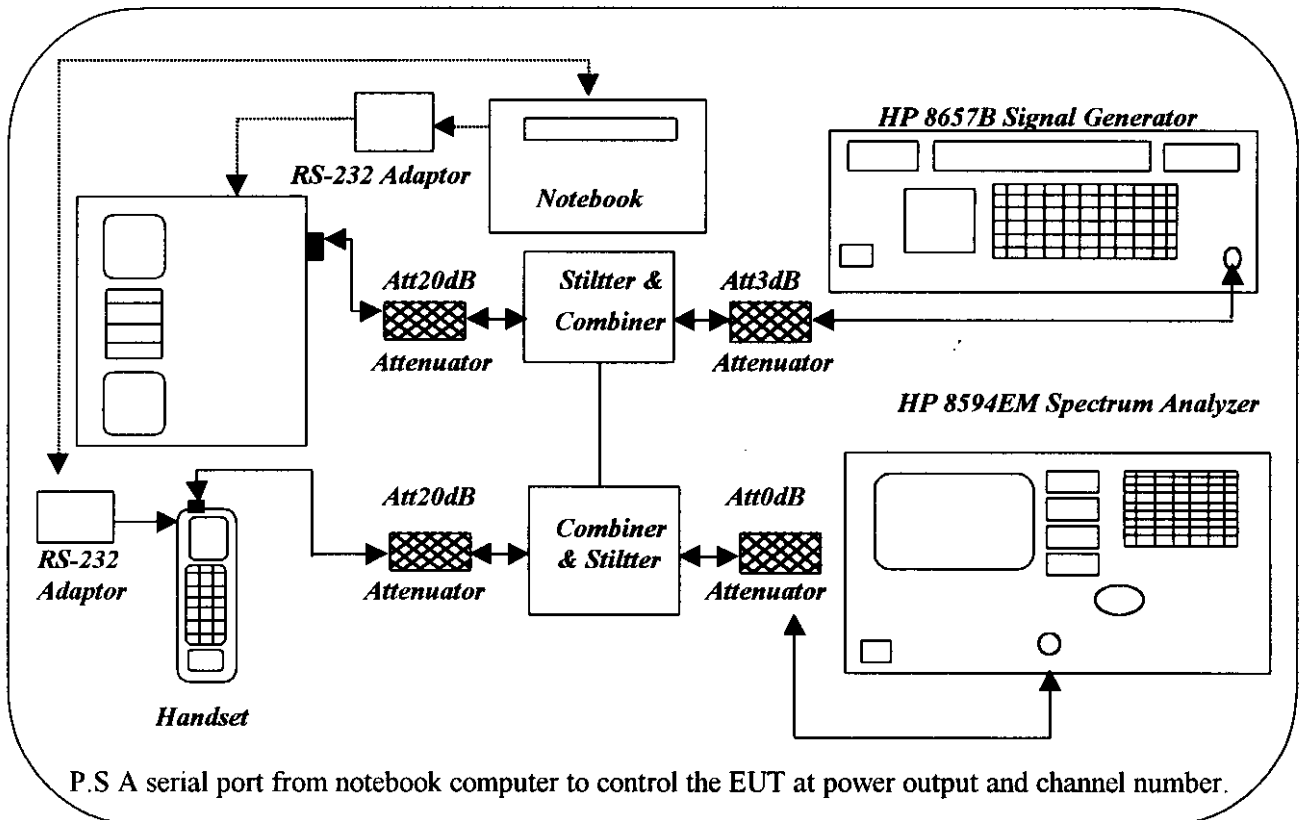 HP 8657B Signal Generator
RS-232 Adaptor
Notebook
Att20dB
Attenuator
Stiltter &
Combiner
Att3dB
Attenuator
HP 8594EM Spectrum Analyzer
Att20dB
Attenuator
Combiner
& Stiltter
Att0dB
Attenuator
RS-232
Adaptor
Handset
P.S A serial port from notebook computer to control the EUT at power output and channel number.